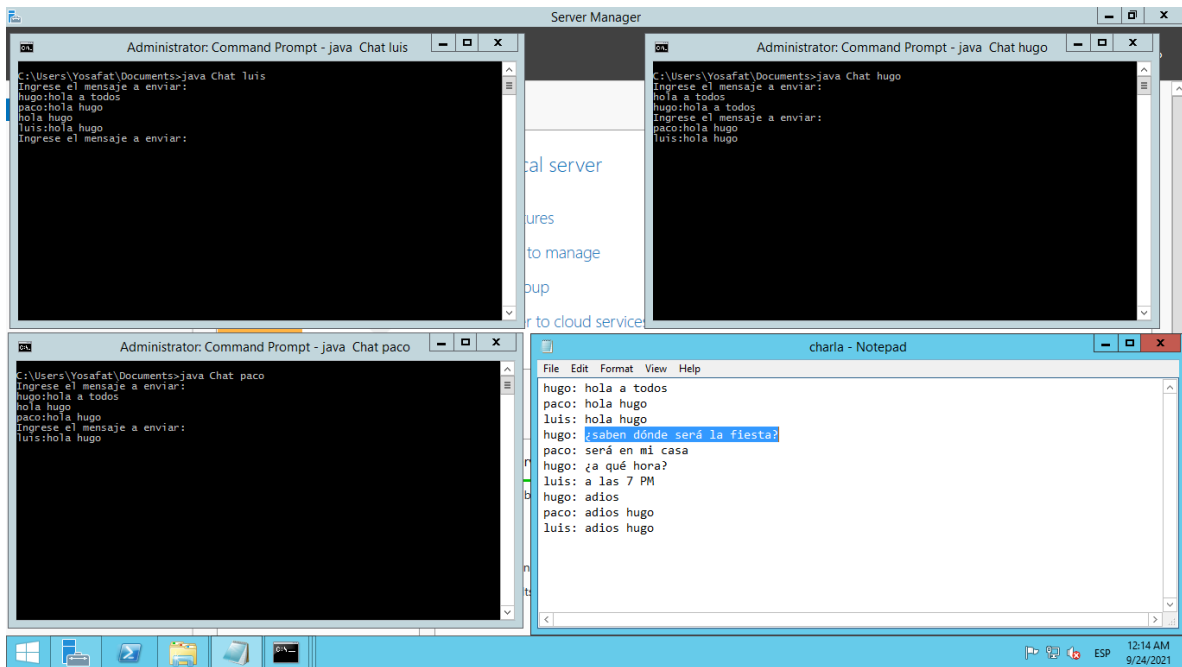 Server Manager
Administrator: Command Prompt - java Chat luis
C:\Users\Yosafat\Documents>java Chat luis
Ingrese el mensaje a enviar:
hugo:hola a todos
paco:hola hugo
hola hugo
luis:hola hugo
Ingrese el mensaje a enviar:
Administrator: Command Prompt - java Chat hugo
C:\Users\Yosafat\Documents>java Chat hugo
Ingrese el mensaje a enviar:
hola a todos
hugo:hola a todos
Ingrese el mensaje a enviar:
paco:hola hugo
luis:hola hugo
cal server
tures
to manage
oup
r to cloud services
Administrator: Command Prompt - java Chat paco
C:\Users\Yosafat\Documents>java Chat paco
Ingrese el mensaje a enviar:
hugo:hola a todos
hola hugo
paco:hola hugo
Ingrese el mensaje a enviar:
luis:hola hugo
charla - Notepad
File Edit Format View Help
hugo: hola a todos
paco: hola hugo
luis: hola hugo
hugo: ¿saben dónde será la fiesta?
paco: será en mi casa
hugo: ¿a qué hora?
luis: a las 7 PM
hugo: adios
paco: adios hugo
luis: adios hugo
ESP
12:14 AM
9/24/2021